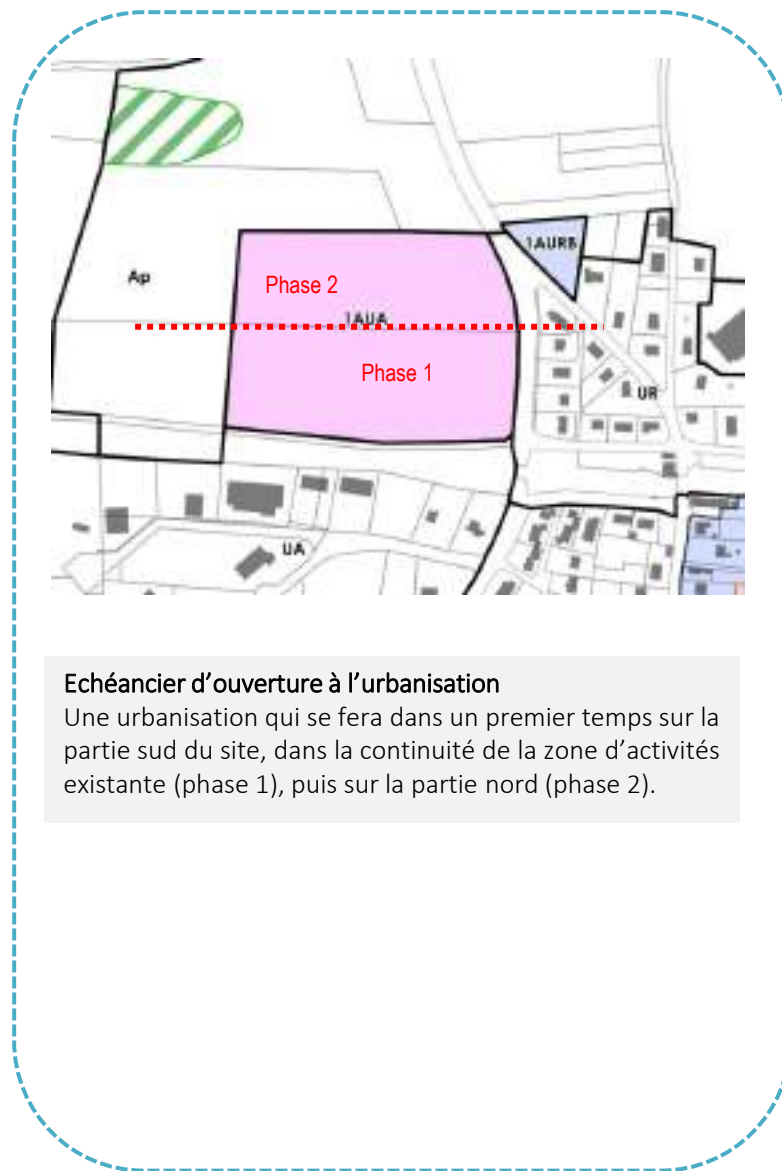 1AURB
Ap
Phase 2
1AUA
Phase 1
UR
UA
Echéancier d’ouverture à l’urbanisation
Une urbanisation qui se fera dans un premier temps sur la
partie sud du site, dans la continuité de la zone d’activités
existante (phase 1), puis sur la partie nord (phase 2).